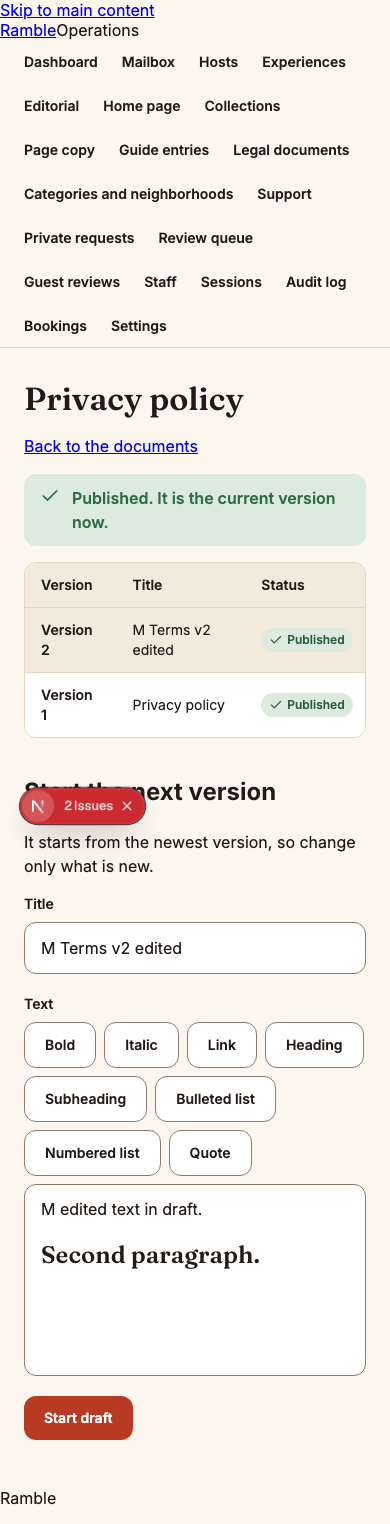 Skip to main content
RambleOperations
Dashboard Mailbox Hosts Experiences
Editorial Home page Collections
Page copy Guide entries Legal documents
Categories and neighborhoods Support
Private requests Review queue
Guest reviews Staff Sessions Audit log
Bookings Settings
Privacy policy
Back to the documents
Published. It is the current version
now.
Version Title Status
Version
2
M Terms v2
edited
Published
Version
1
Privacy policy
Published
Start the next version
N 2 Issues
It starts from the newest version, so change
only what is new.
Title
M Terms v2 edited
Text
Bold Italic Link Heading
Subheading Bulleted list
Numbered list Quote
M edited text in draft.
Second paragraph.
Start draft
Ramble